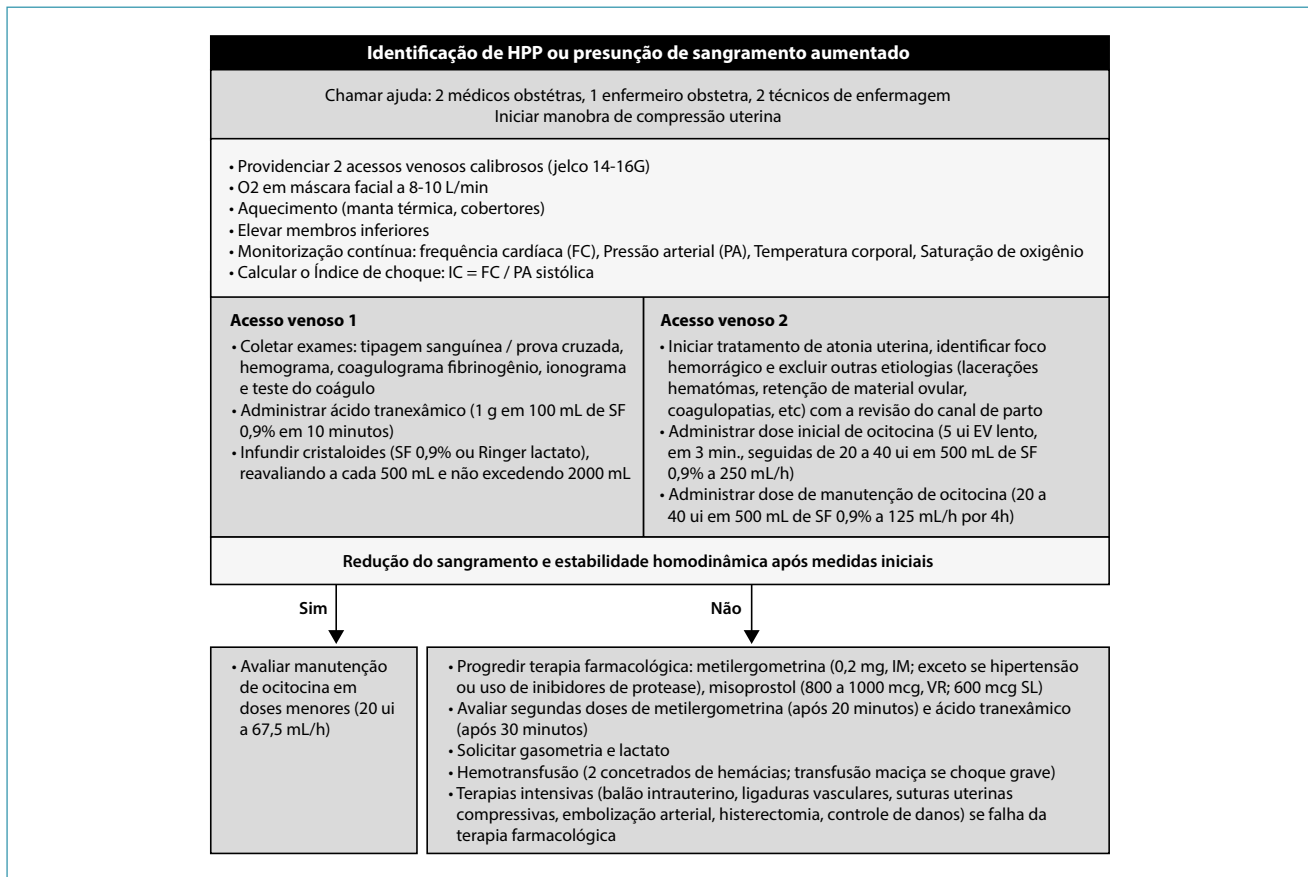 Identificação de HPP ou presunção de sangramento aumentado
Chamar ajuda: 2 médicos obstétras, 1 enfermeiro obstetra, 2 técnicos de enfermagem
Iniciar manobra de compressão uterina
• Providenciar 2 acessos venosos calibrosos (jelco 14-16G)
• O2 em máscara facial a 8-10 L/min
• Aquecimento (manta térmica, cobertores)
• Elevar membros inferiores
• Monitorização contínua: frequência cardíaca (FC), Pressão arterial (PA), Temperatura corporal, Saturação de oxigênio
• Calcular o Índice de choque: IC = FC / PA sistólica
Acesso venoso 1
• Coletar exames: tipagem sanguínea / prova cruzada,
hemograma, coagulograma fibrinogênio, ionograma
e teste do coágulo
• Administrar ácido tranexâmico (1 g em 100 mL de SF
0,9% em 10 minutos)
• Infundir cristaloides (SF 0,9% ou Ringer lactato),
reavaliando a cada 500 mL e não excedendo 2000 mL
Acesso venoso 2
• Iniciar tratamento de atonia uterina, identificar foco
hemorrágico e excluir outras etiologias (lacerações
hematómas, retenção de material ovular,
coagulopatias, etc) com a revisão do canal de parto
• Administrar dose inicial de ocitocina (5 ui EV lento,
em 3 min., seguidas de 20 a 40 ui em 500 mL de SF
0,9% a 250 mL/h)
• Administrar dose de manutenção de ocitocina (20 a
40 ui em 500 mL de SF 0,9% a 125 mL/h por 4h)
Redução do sangramento e estabilidade homodinâmica após medidas iniciais
Sim
Não
• Avaliar manutenção
de ocitocina em
doses menores (20 ui
a 67,5 mL/h)
• Progredir terapia farmacológica: metilergometrina (0,2 mg, IM; exceto se hipertensão
ou uso de inibidores de protease), misoprostol (800 a 1000 mcg, VR; 600 mcg SL)
• Avaliar segundas doses de metilergometrina (após 20 minutos) e ácido tranexâmico
(após 30 minutos)
• Solicitar gasometria e lactato
• Hemotransfusão (2 concetrados de hemácias; transfusão maciça se choque grave)
• Terapias intensivas (balão intrauterino, ligaduras vasculares, suturas uterinas
compressivas, embolização arterial, histerectomia, controle de danos) se falha da
terapia farmacológica